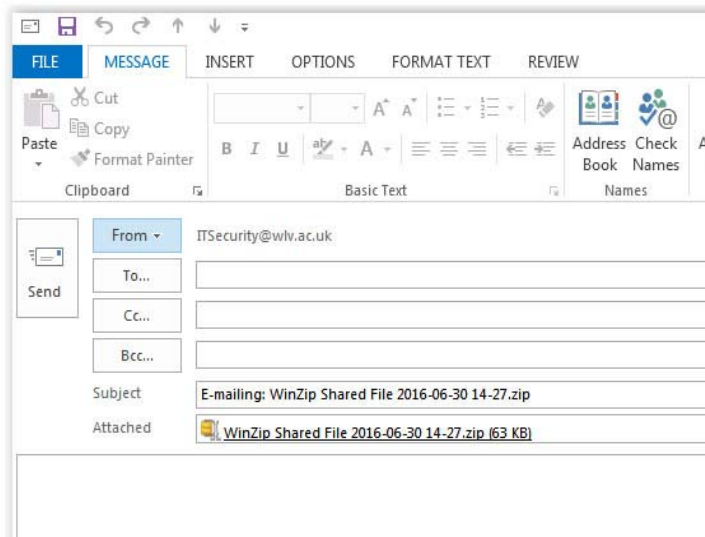 FILE MESSAGE INSERT OPTIONS FORMAT TEXT REVIEW
Paste
Cut
Copy
Format Painter
Clipboard
B I U
Basic Text
Address Book
Check Names
Names
Send
From ITSecurity@wlv.ac.uk
To...
Cc...
Bcc...
Subject E-mailing: WinZip Shared File 2016-06-30 14-27.zip
Attached WinZip Shared File 2016-06-30 14-27.zip (63 KB)